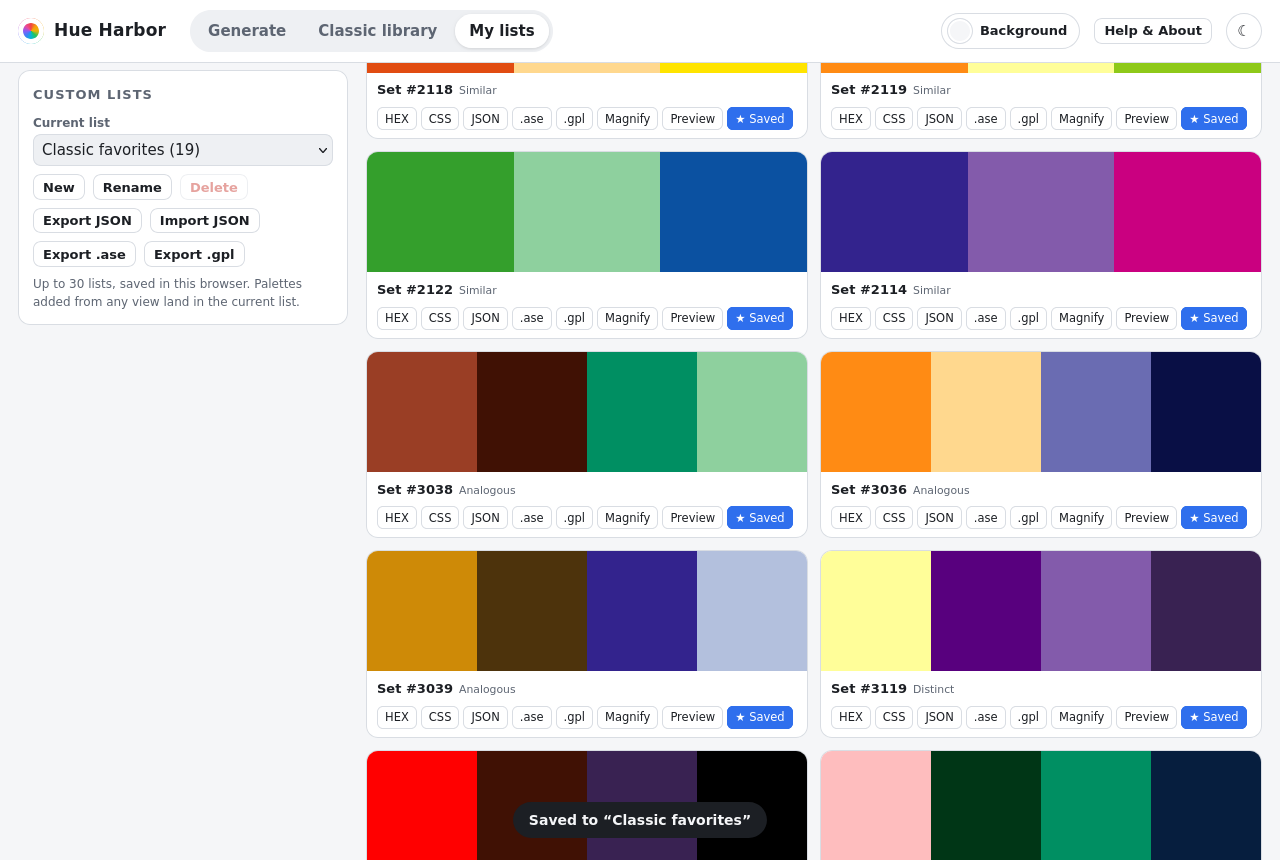 Hue Harbor
Generate
Classic library
My lists
Background
Help & About
CUSTOM LISTS
Current list
Classic favorites (19)
New
Rename
Delete
Export JSON
Import JSON
Export .ase
Export .gpl
Up to 30 lists, saved in this browser. Palettes
added from any view land in the current list.
Set #2118 Similar
HEX CSS JSON .ase .gpl Magnify Preview ★ Saved
Set #2119 Similar
HEX CSS JSON .ase .gpl Magnify Preview ★ Saved
Set #2122 Similar
HEX CSS JSON .ase .gpl Magnify Preview ★ Saved
Set #2114 Similar
HEX CSS JSON .ase .gpl Magnify Preview ★ Saved
Set #3038 Analogous
HEX CSS JSON .ase .gpl Magnify Preview ★ Saved
Set #3036 Analogous
HEX CSS JSON .ase .gpl Magnify Preview ★ Saved
Set #3039 Analogous
HEX CSS JSON .ase .gpl Magnify Preview ★ Saved
Set #3119 Distinct
HEX CSS JSON .ase .gpl Magnify Preview ★ Saved
Saved to “Classic favorites”